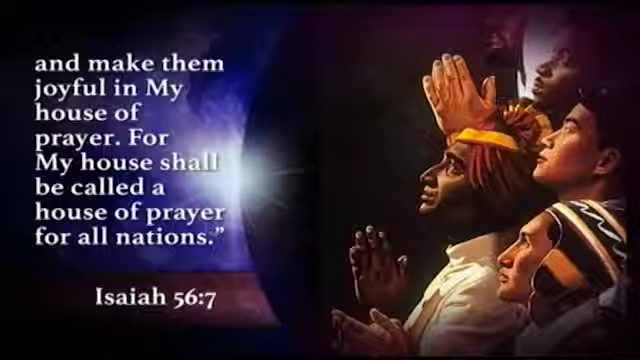 and make them
joyful in My
house of
prayer. For
My house shall
be called a
house of prayer
for all nations.”
Isaiah 56:7